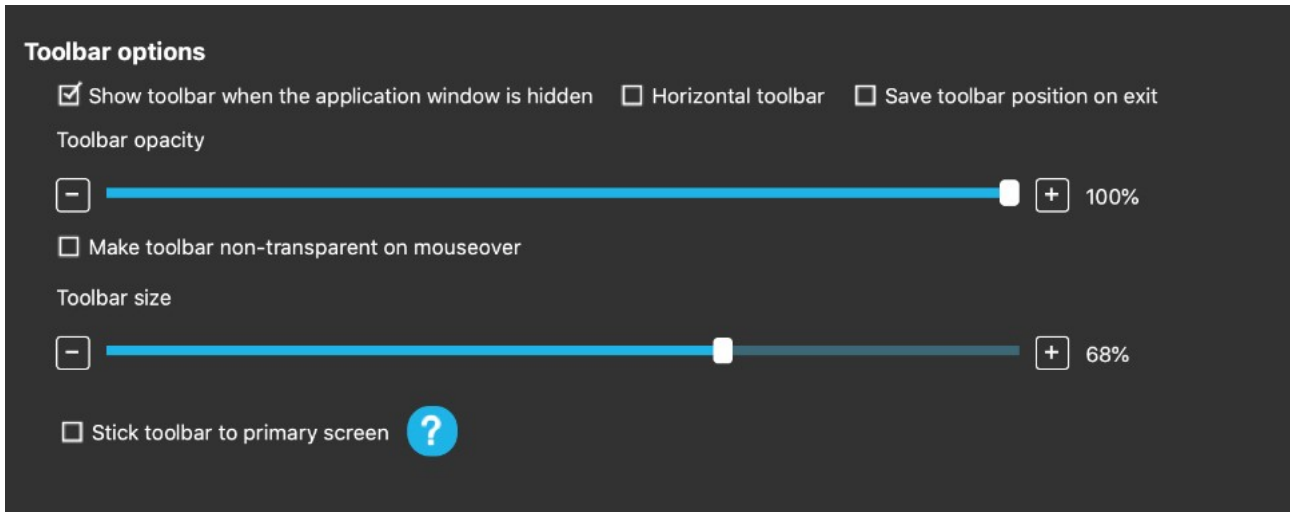 Toolbar options
Show toolbar when the application window is hidden Horizontal toolbar Save toolbar position on exit
Toolbar opacity
- + 100%
Make toolbar non-transparent on mouseover
Toolbar size
- + 68%
Stick toolbar to primary screen ?